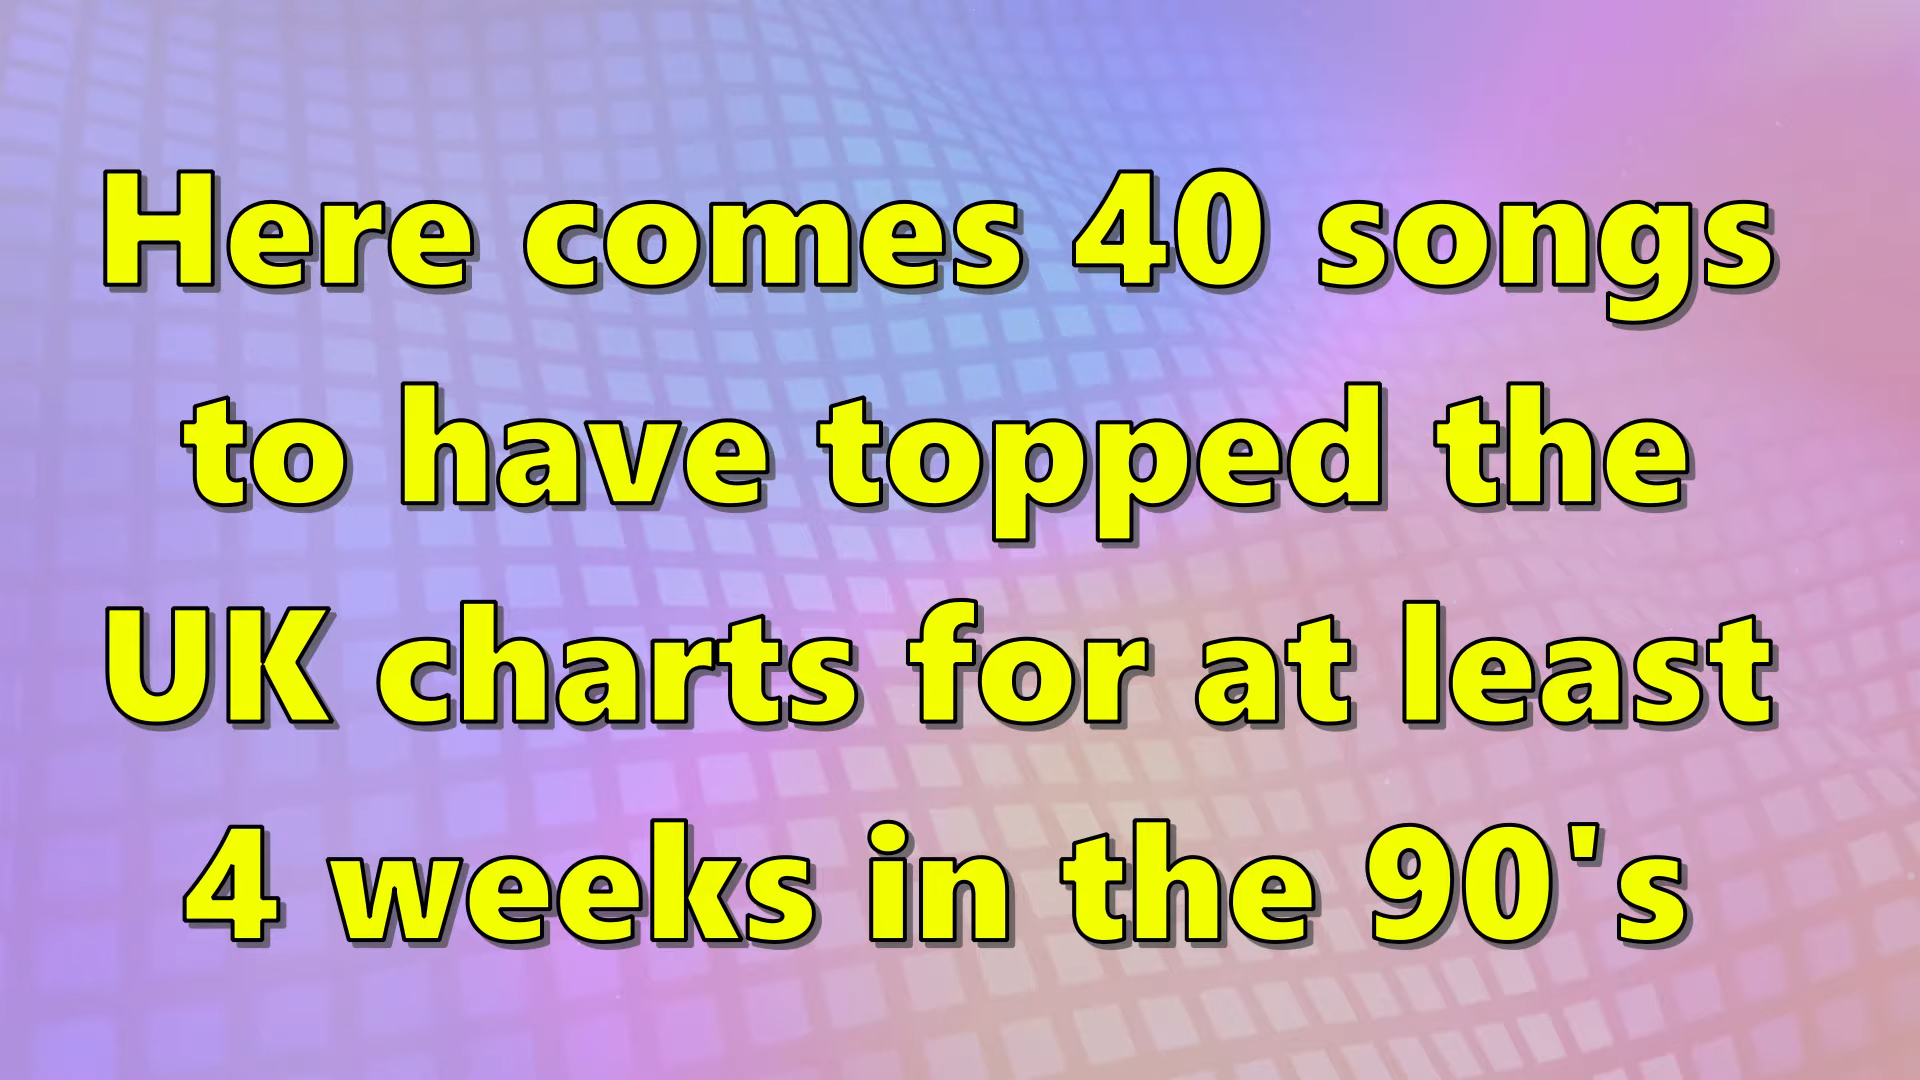 Here comes 40 songs
to have topped the
UK charts for at least
4 weeks in the 90's